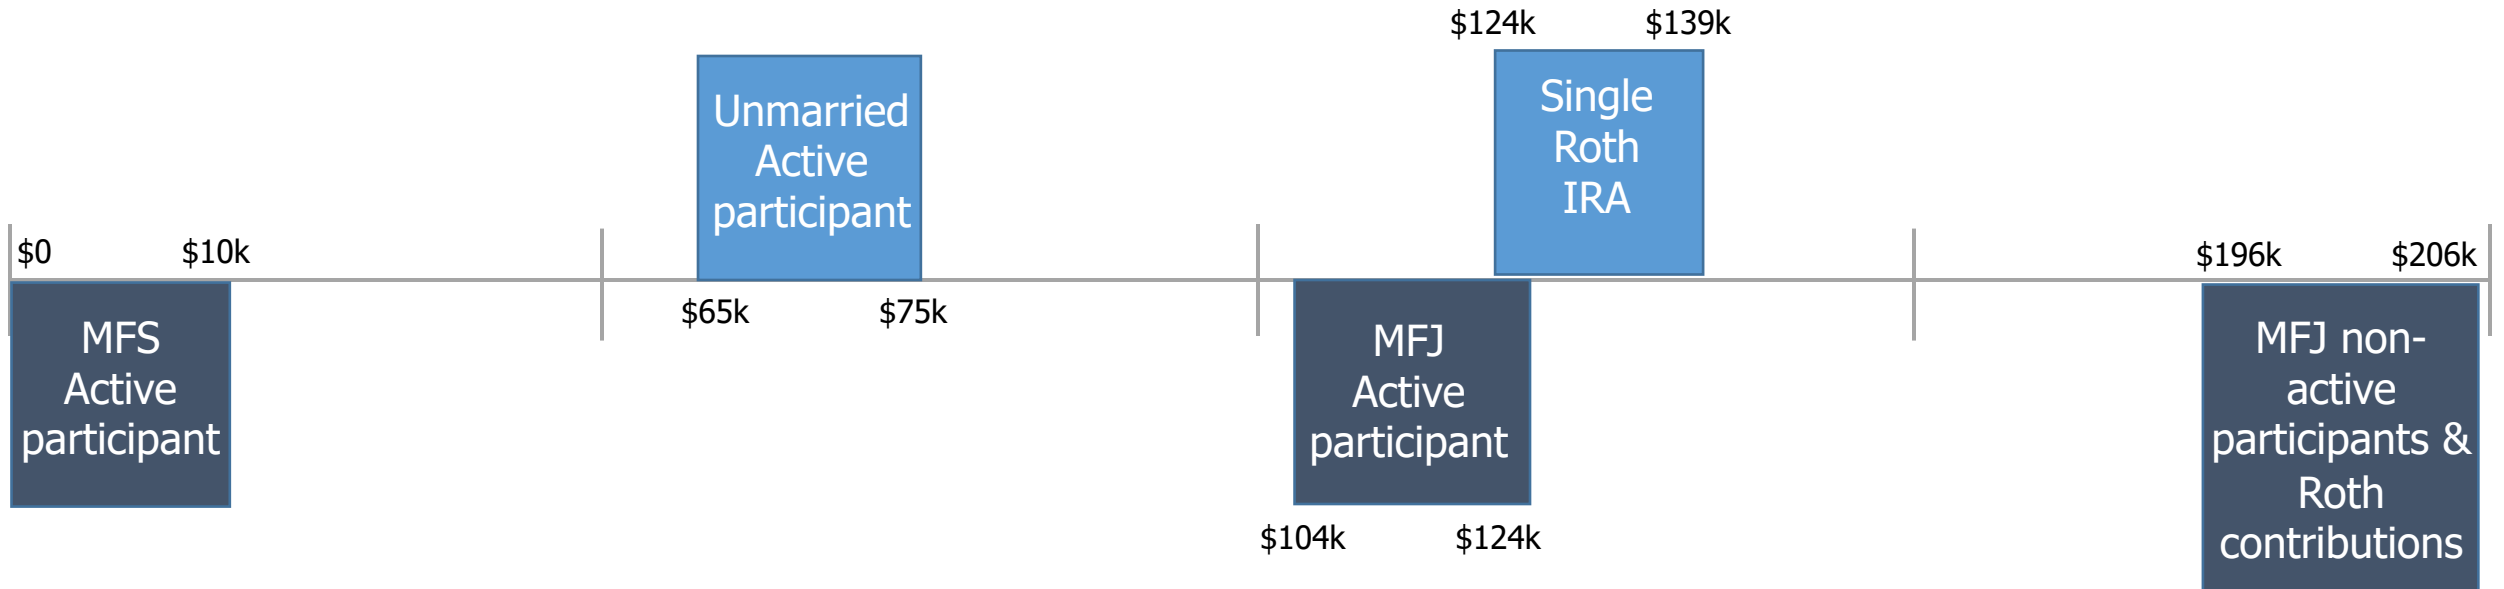 $0
$10k
MFS
Active
participant
Unmarried
Active
participant
$65k
$75k
$124k
$139k
Single
Roth
IRA
MFJ
Active
participant
$104k
$124k
$196k
$206k
MFJ non-
active
participants &
Roth
contributions